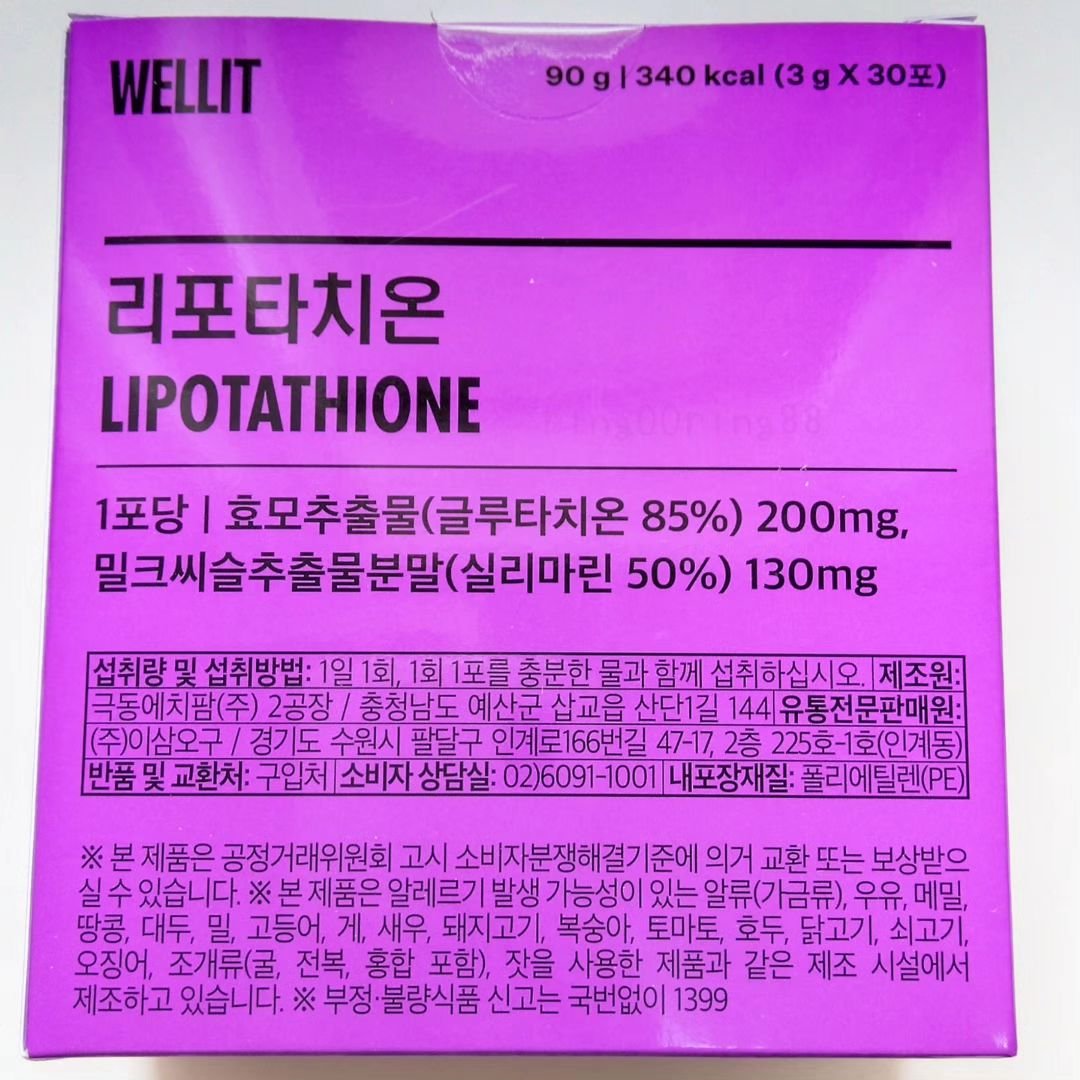 WELLIT
90 g | 340 kcal (3 g X 30포)
리포타치온
LIPOTATHIONE
ring00ring88
1포당 | 효모추출물(글루타치온 85%) 200mg,
밀크씨슬추출물분말(실리마린 50%) 130mg
섭취량 및 섭취방법: 1일 1회, 1회 1포를 충분한 물과 함께 섭취하십시오. 제조원:
극동에치팜(주) 2공장 / 충청남도 예산군 삽교읍 산단1길 144 유통전문판매원:
(주)이삼오구 / 경기도 수원시 팔달구 인계로166번길 47-17, 2층 225호-1호(인계동)
반품 및 교환처: 구입처 소비자 상담실: 02)6091-1001 내포장재질: 폴리에틸렌(PE)
※ 본 제품은 공정거래위원회 고시 소비자분쟁해결기준에 의거 교환 또는 보상받으
실 수 있습니다. ※ 본 제품은 알레르기 발생 가능성이 있는 알류(가금류), 우유, 메밀,
땅콩, 대두, 밀, 고등어, 게, 새우, 돼지고기, 복숭아, 토마토, 호두, 닭고기, 쇠고기,
오징어, 조개류(굴, 전복, 홍합 포함), 잣을 사용한 제품과 같은 제조 시설에서
제조하고 있습니다. ※ 부정·불량식품 신고는 국번없이 1399